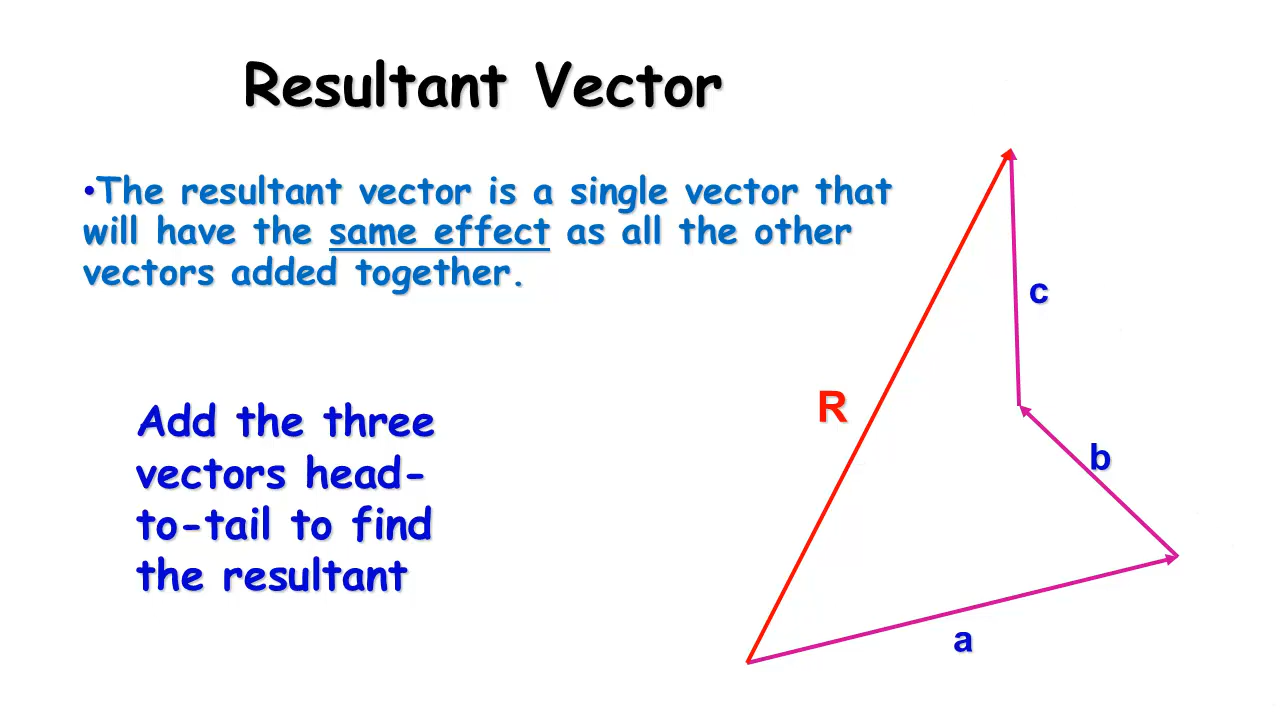 Resultant Vector
•The resultant vector is a single vector that
will have the same effect as all the other
vectors added together.
Add the three
vectors head-
to-tail to find
the resultant
c
R
b
a